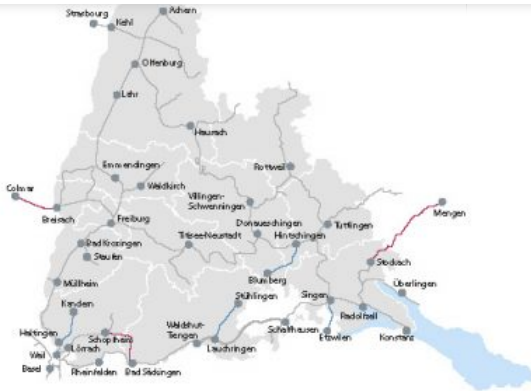 Achern
Strasbourg
Kehl
Offenburg
Lahr
Hausach
Emmendingen
Rottweil
Waldkirch
Colmar
Villingen-
Schwenningen
Mengen
Breisach
Freiburg
Donaueschingen
Tuttlingen
Titisee-Neustadt
Hintschingen
Bad Krozingen
Staufen
Stockach
Blumberg
Überlingen
Müllheim
Stühlingen
Singen
Kandern
Radolfzell
Haltingen
Schopfheim
Waldshut-
Tiengen
Schaffhausen
Etzwilen
Konstanz
Lauchringen
Weil
Lörrach
Basel
Rheinfelden
Bad Säckingen